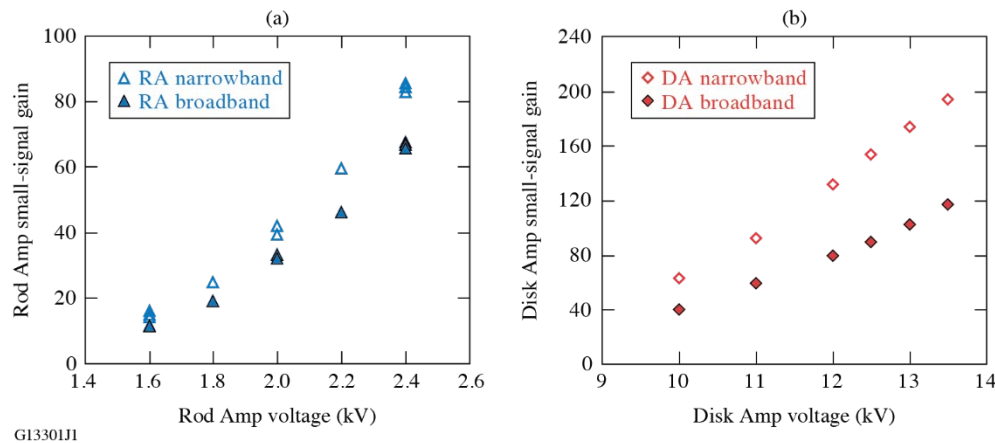 (a)
Rod Amp small-signal gain
100
80
60
40
20
0
RA narrowband
RA broadband
1.4 1.6 1.8 2.0 2.2 2.4 2.6
Rod Amp voltage (kV)
(b)
Disk Amp small-signal gain
240
200
160
120
80
40
0
DA narrowband
DA broadband
9 10 11 12 13 14
Disk Amp voltage (kV)
G13301J1